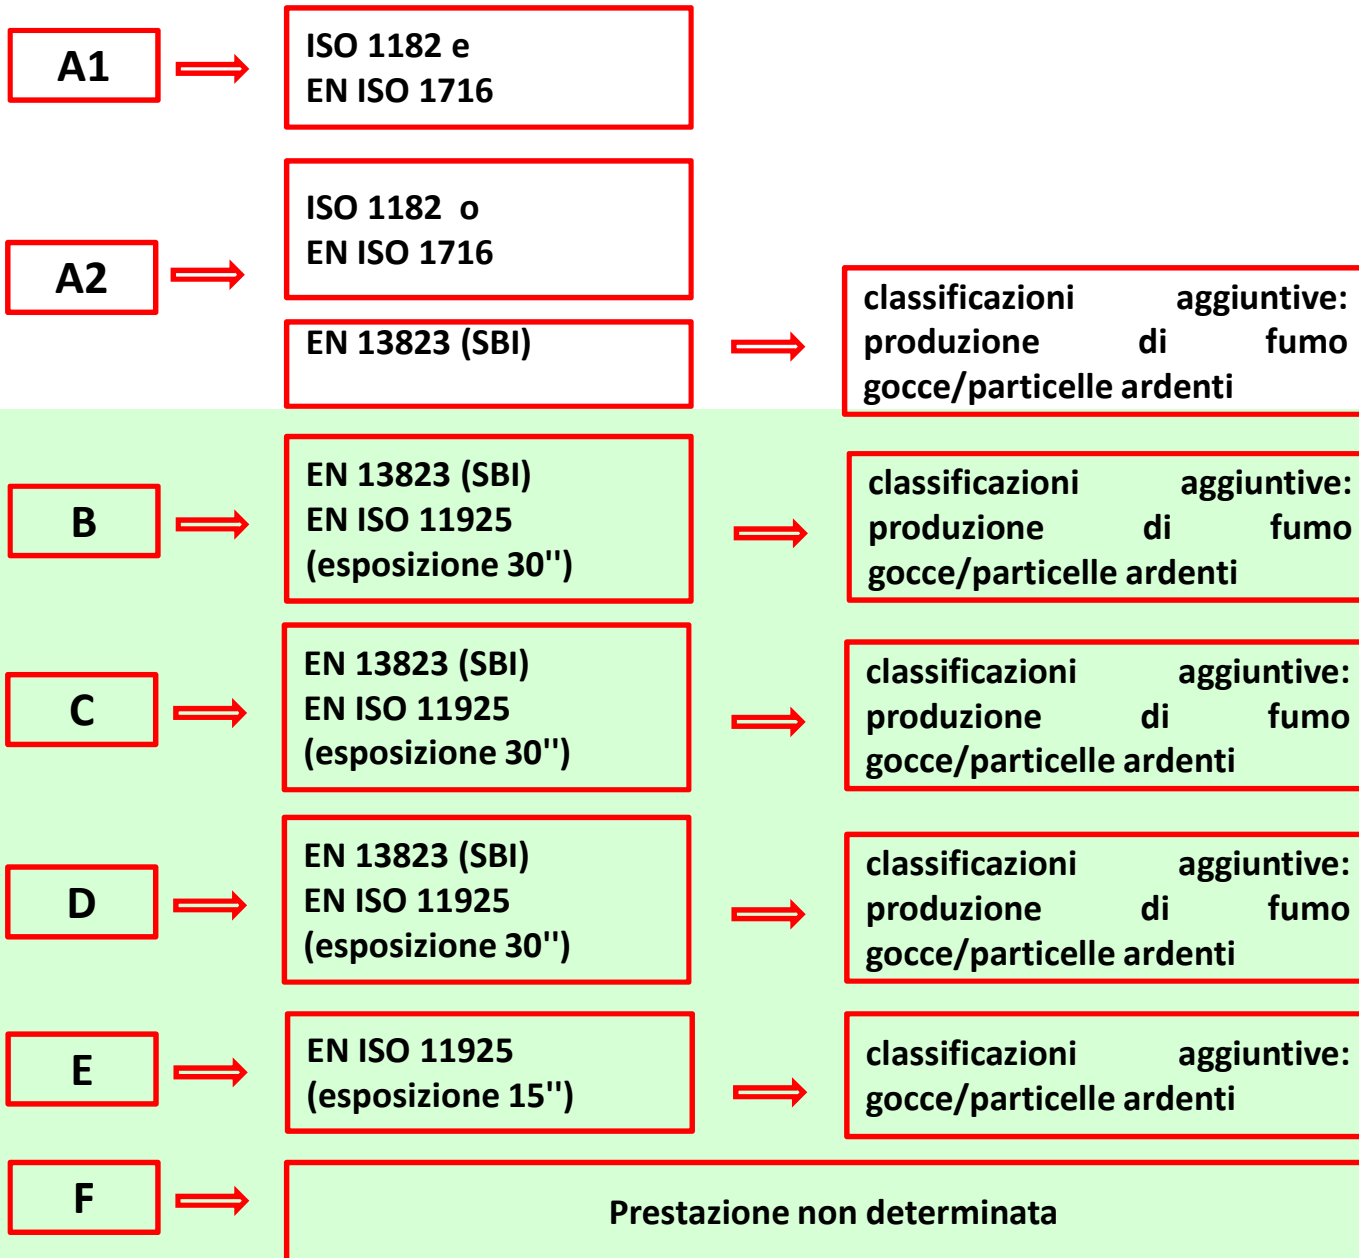 A1
ISO 1182 e
EN ISO 1716
A2
ISO 1182 o
EN ISO 1716
EN 13823 (SBI)
classificazioni aggiuntive:
produzione di fumo
gocce/particelle ardenti
B
EN 13823 (SBI)
EN ISO 11925
(esposizione 30'')
classificazioni aggiuntive:
produzione di fumo
gocce/particelle ardenti
C
EN 13823 (SBI)
EN ISO 11925
(esposizione 30'')
classificazioni aggiuntive:
produzione di fumo
gocce/particelle ardenti
D
EN 13823 (SBI)
EN ISO 11925
(esposizione 30'')
classificazioni aggiuntive:
produzione di fumo
gocce/particelle ardenti
E
EN ISO 11925
(esposizione 15'')
classificazioni aggiuntive:
gocce/particelle ardenti
F
Prestazione non determinata